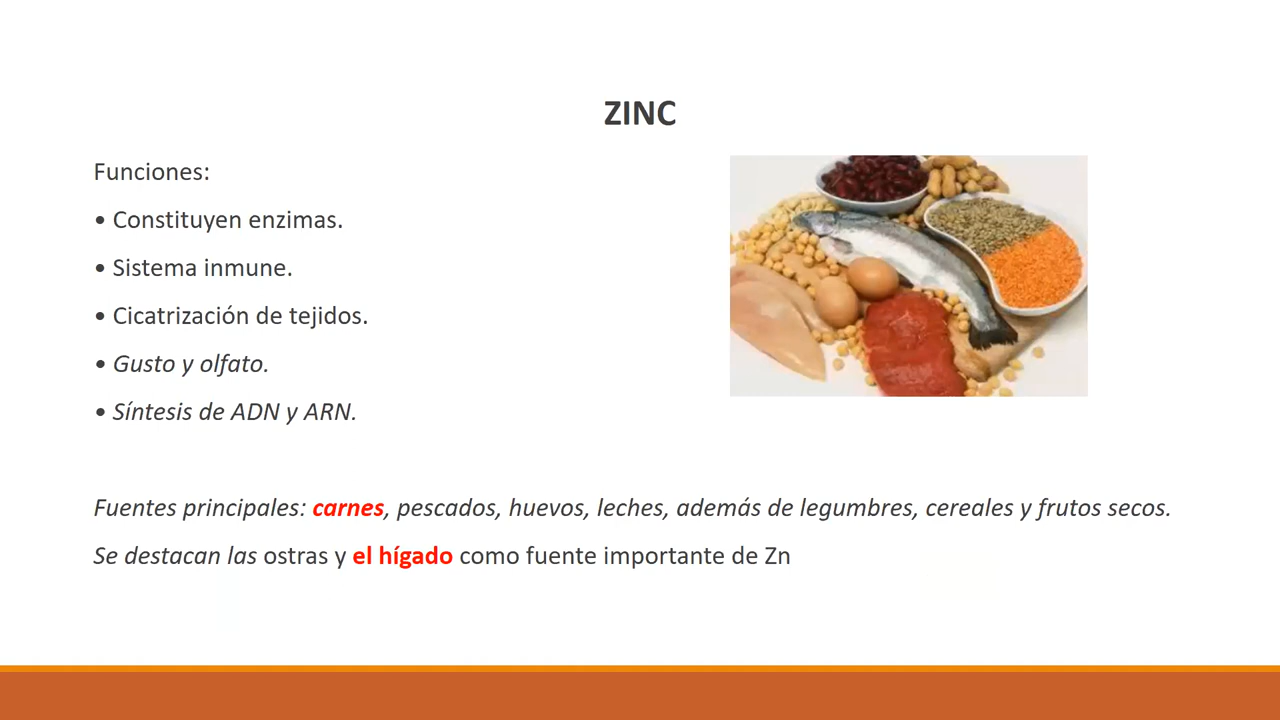 ZINC
Funciones:
• Constituyen enzimas.
• Sistema inmune.
• Cicatrización de tejidos.
• Gusto y olfato.
• Síntesis de ADN y ARN.
Fuentes principales: carnes, pescados, huevos, leches, además de legumbres, cereales y frutos secos.
Se destacan las ostras y el hígado como fuente importante de Zn